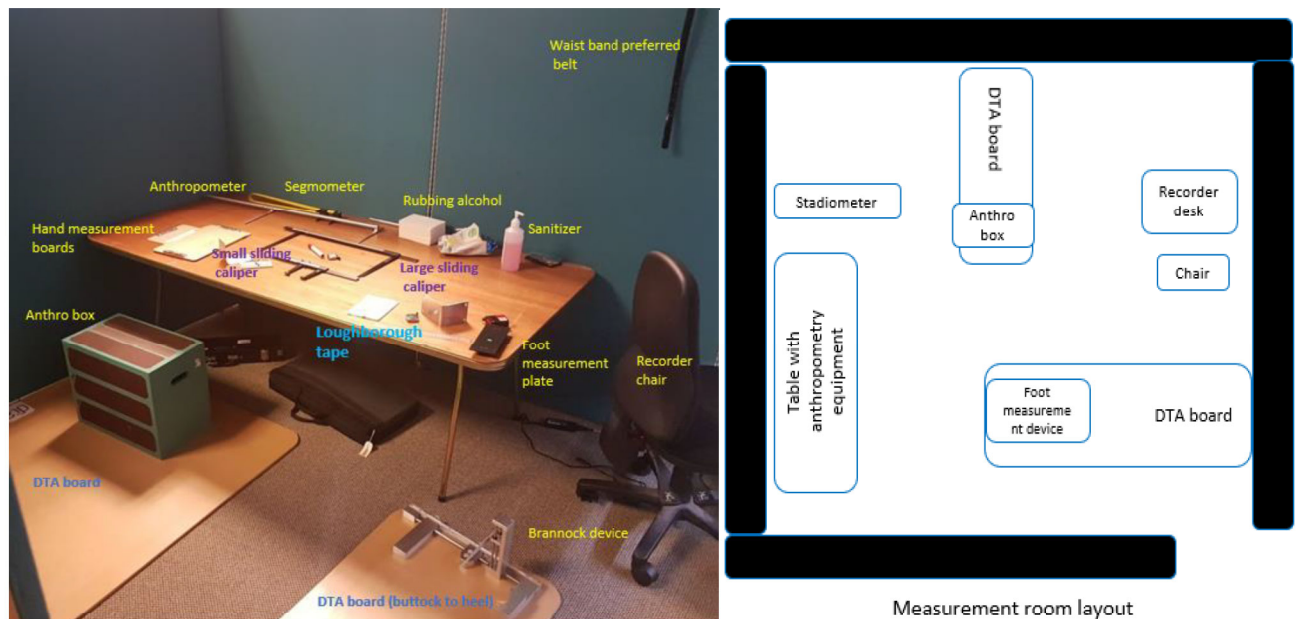 Waist band preferred
belt
Anthropometer
Segmometer
Rubbing alcohol
Hand measurement
boards
Sanitizer
Small sliding
caliper
Large sliding
caliper
Anthro box
Loughborough
tape
Foot
measurement
plate
Recorder
chair
DTA board
Brannock device
DTA board (buttock to heel)
DTA board
Stadiometer
Anthro
box
Recorder
desk
Chair
Table with
anthropometry
equipment
Foot
measureme
nt device
DTA board
Measurement room layout